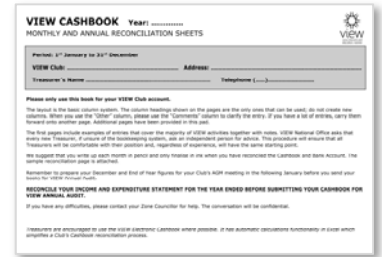 VIEW CASHBOOK Year: ............
MONTHLY AND ANNUAL RECONCILIATION SHEETS
VIEW
Period: 1st January to 31st December
VIEW Club: ........................ Address: ........................
Treasurer's Name ........................ Telephone (....)........................
Please only use this book for your VIEW Club account.
The layout is the basic column system. The column headings shown on the pages are the only ones that can be used; do not create new
columns. When you use the "Other" column, please use the "Comments" column to clarify the entry. If you have a lot of entries, carry them
forward onto another page. Additional pages have been provided in this pad.
The first pages include examples of entries that cover the majority of VIEW activities together with notes. VIEW National Office asks that
every new Treasurer, if unsure of the bookkeeping system, ask an independent person for advice. This procedure will ensure that all
Treasurers will be comfortable with their position and, regardless of experience, will have the same starting point.
We suggest that you write up each month in pencil and only finalise in ink when you have reconciled the Cashbook and Bank Account. The
sample reconciliation page is attached.
Remember to prepare your December and End of Year figures for your Club's AGM meeting in the following January before you send your
books for VIEW Annual Audit.
RECONCILE YOUR INCOME AND EXPENDITURE STATEMENT FOR THE YEAR ENDED BEFORE SUBMITTING YOUR CASHBOOK FOR
VIEW ANNUAL AUDIT.
If you have any difficulties, please contact your Zone Councillor for help. The conversation will be confidential.
Treasurers are encouraged to use the VIEW Electronic Cashbook where possible. It has automatic calculations functionality in Excel which
simplifies a Club's Cashbook reconciliation process.